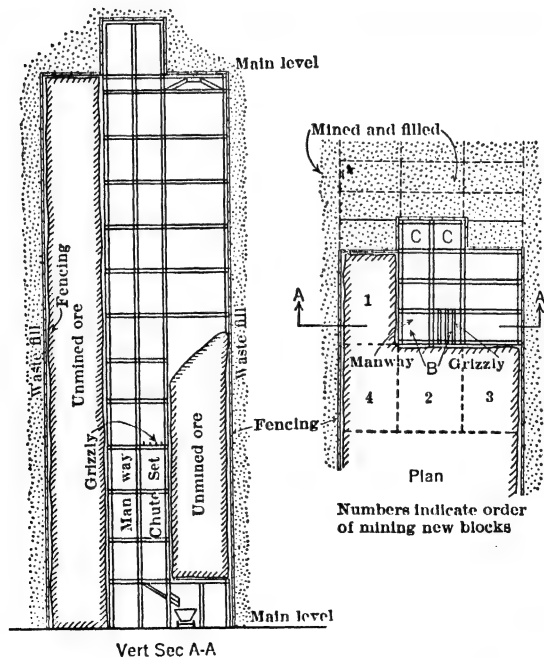 Main level
Fencing
Waste fill
Unmined ore
Grizzly
Man way
Chute Set
Unmined ore
Waste fill
Fencing
Main level
Vert Sec A-A
Mined and filled
C C
A A
1
Manway B Grizzly
4 2 3
Plan
Numbers indicate order
of mining new blocks